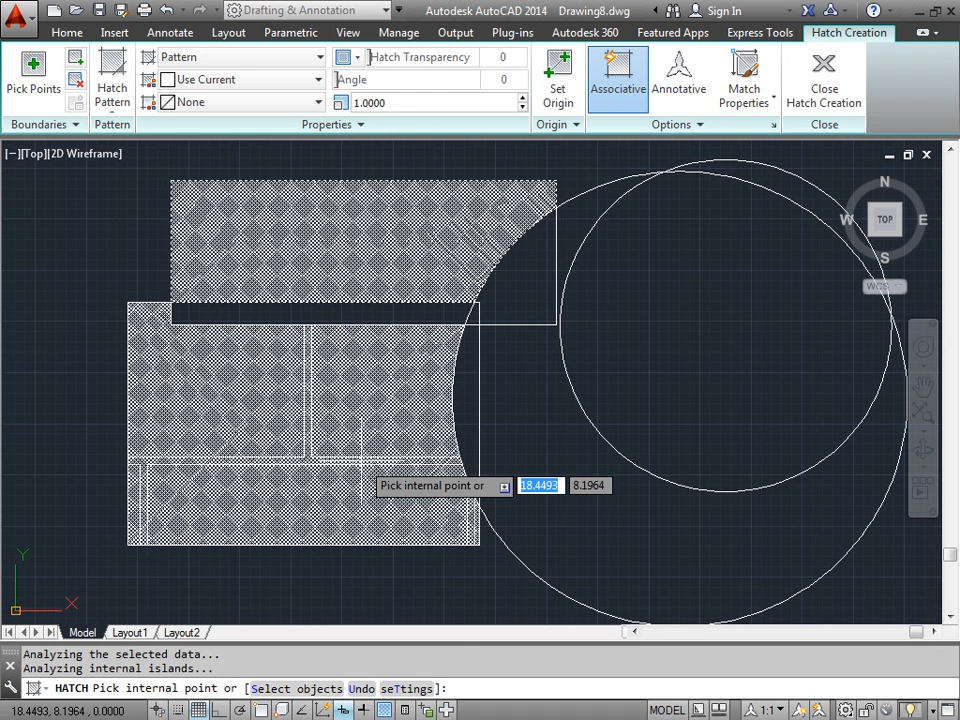 Drafting & Annotation
Autodesk AutoCAD 2014 Drawing8.dwg
Sign In
Home Insert Annotate Layout Parametric View Manage Output Plug-ins Autodesk 360 Featured Apps Express Tools Hatch Creation
Pick Points
Boundaries
Hatch Pattern
Pattern
Pattern
Use Current
None
Hatch Transparency 0
Angle 0
1.0000
Properties
Set Origin
Origin
Associative
Annotative
Match Properties
Options
Close Hatch Creation
Close
[−][Top][2D Wireframe]
N
W TOP E
S
WCS
Pick internal point or 18.4493 8.1964
Y
X
Model Layout1 Layout2
Analyzing the selected data...
Analyzing internal islands...
HATCH Pick internal point or [Select objects Undo seTtings]:
18.4493, 8.1964 , 0.0000
MODEL
1:1